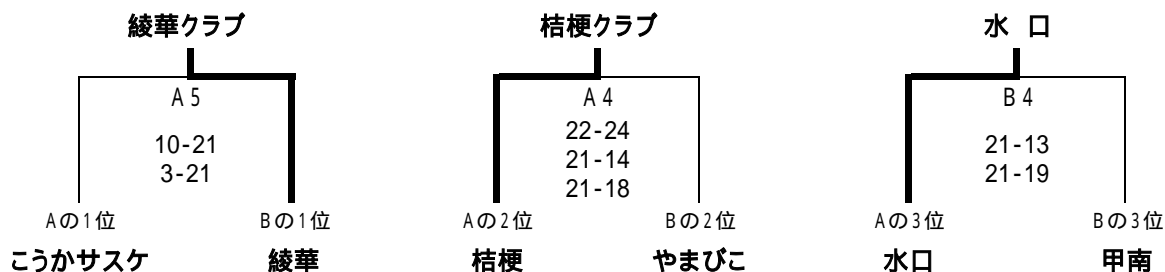 綾華クラブ
A 5
10-21
3-21
Aの1位
Bの1位
こうかサスケ
綾華
桔梗クラブ
A 4
22-24
21-14
21-18
Aの2位
Bの2位
桔梗
やまびこ
水 口
B 4
21-13
21-19
Aの3位
Bの3位
水口
甲南